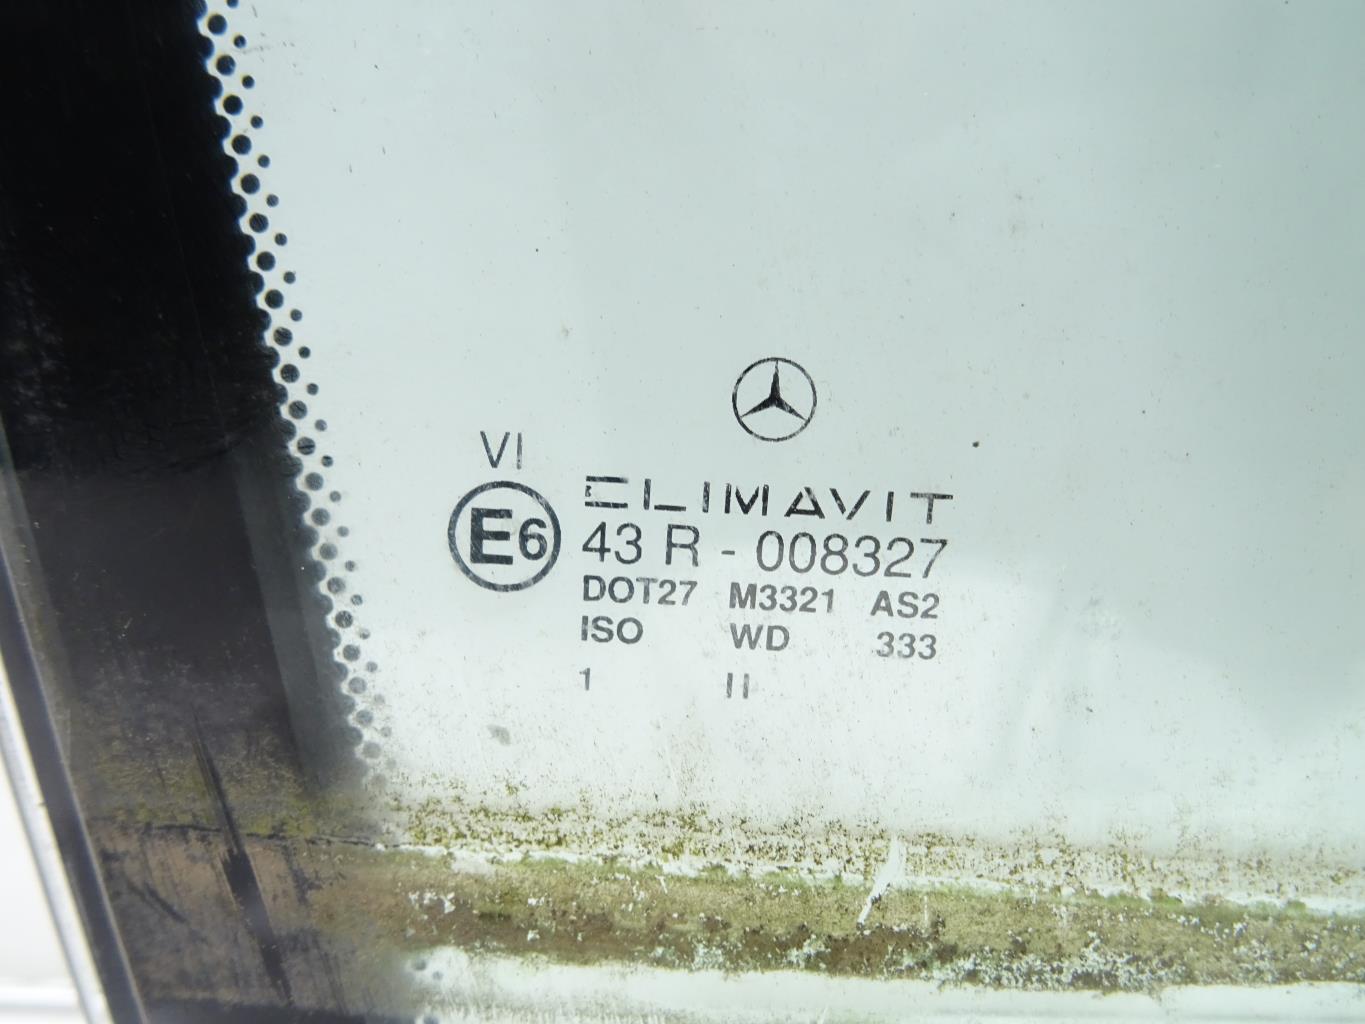 VI
CLIMAVIT
E6 43 R - 008327
DOT27 M3321 AS2
ISO WD 333
1 II